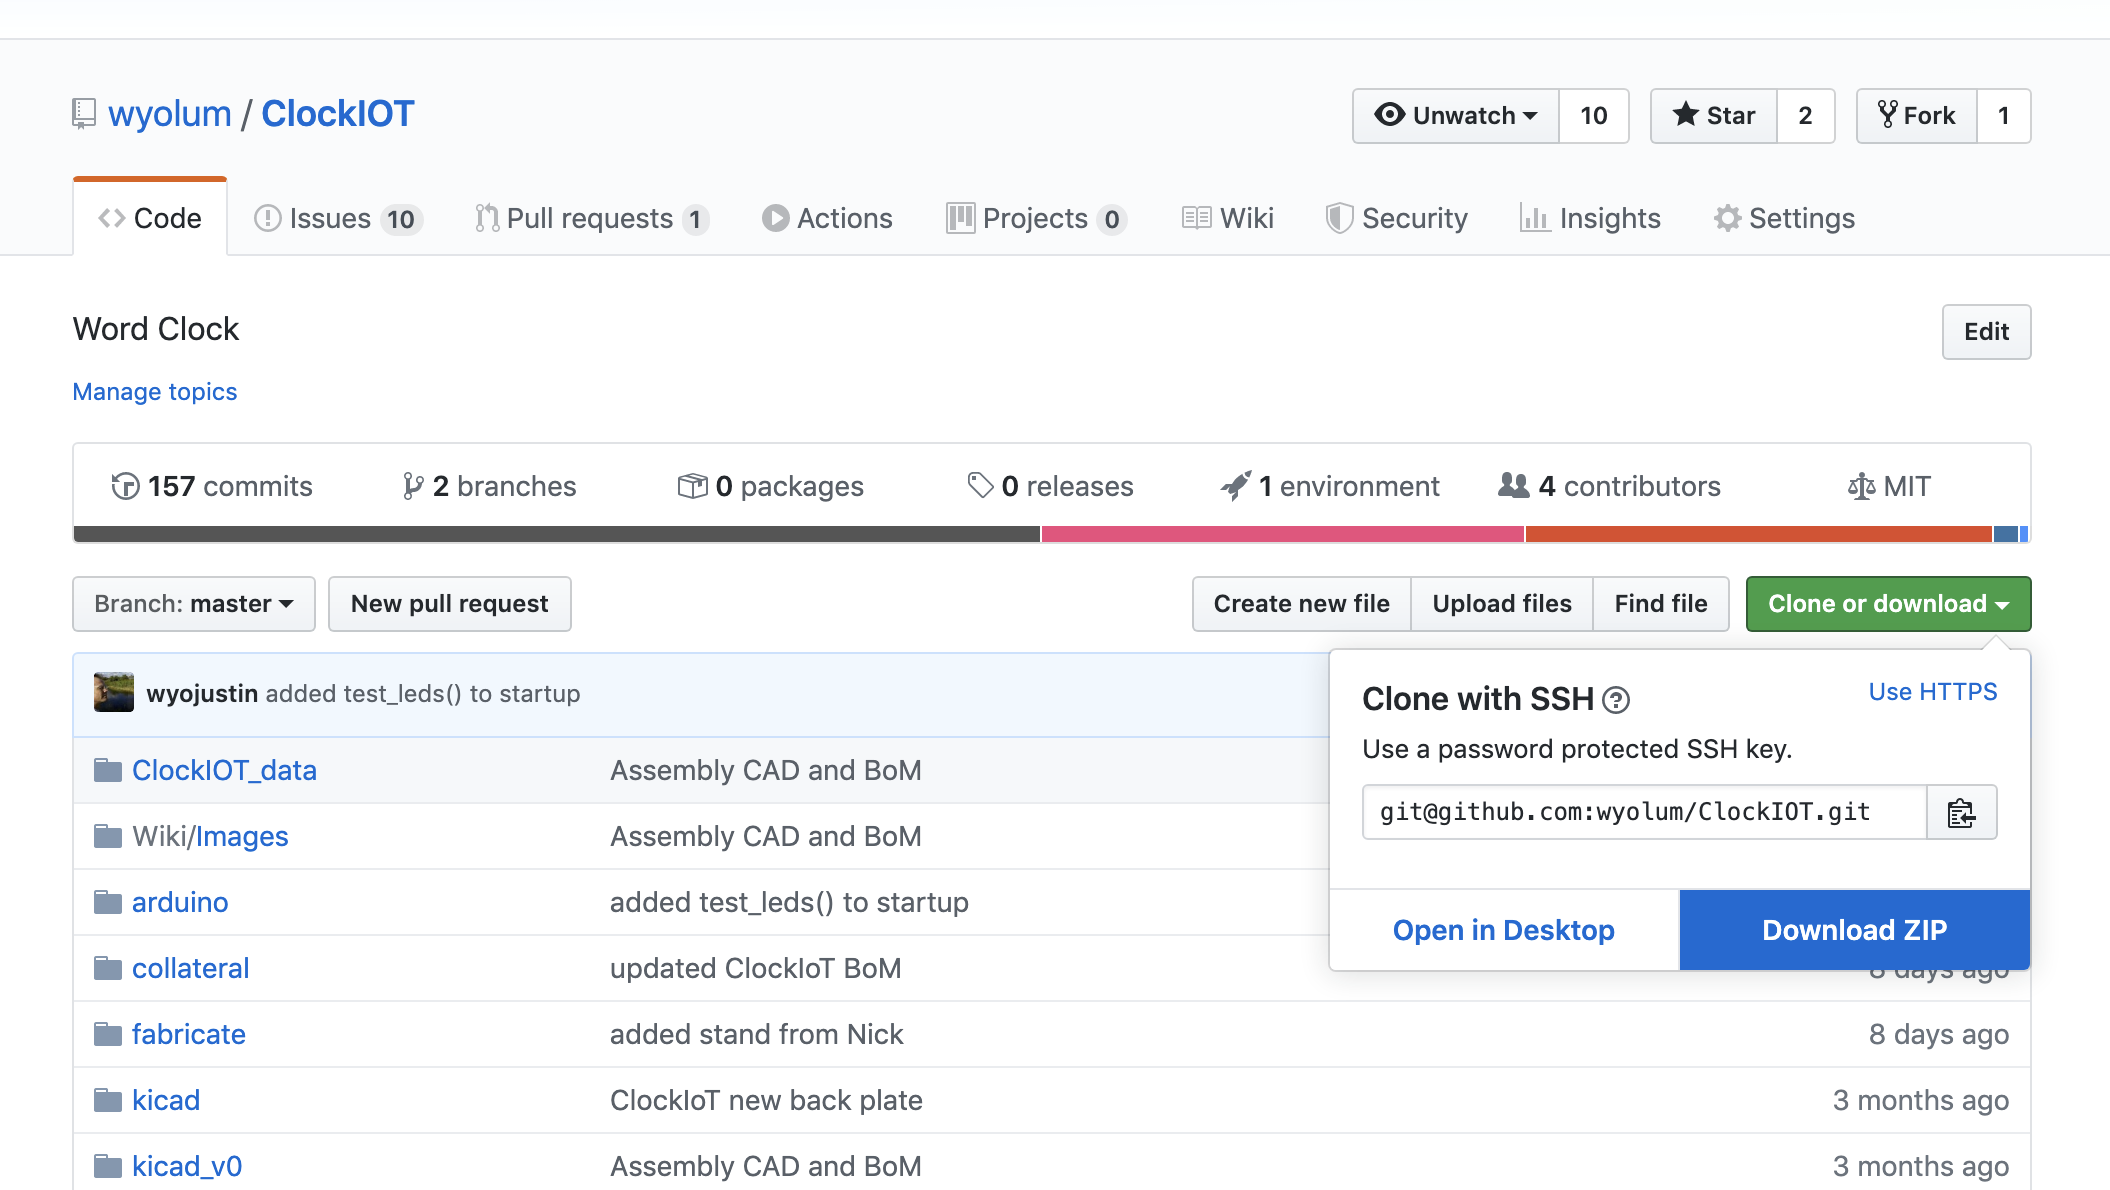 wyolum / ClockIOT
Unwatch 10 Star 2 Fork 1
Code Issues 10 Pull requests 1 Actions Projects 0 Wiki Security Insights Settings
Word Clock
Edit
Manage topics
157 commits 2 branches 0 packages 0 releases 1 environment 4 contributors MIT
Branch: master New pull request Create new file Upload files Find file Clone or download
wyojustin added test_leds() to startup
Clone with SSH ? Use HTTPS
Use a password protected SSH key.
git@github.com:wyolum/ClockIOT.git
Open in Desktop Download ZIP
ClockIOT_data Assembly CAD and BoM
Wiki/Images Assembly CAD and BoM
arduino added test_leds() to startup
collateral updated ClockIoT BoM 8 days ago
fabricate added stand from Nick 8 days ago
kicad ClockIoT new back plate 3 months ago
kicad_v0 Assembly CAD and BoM 3 months ago